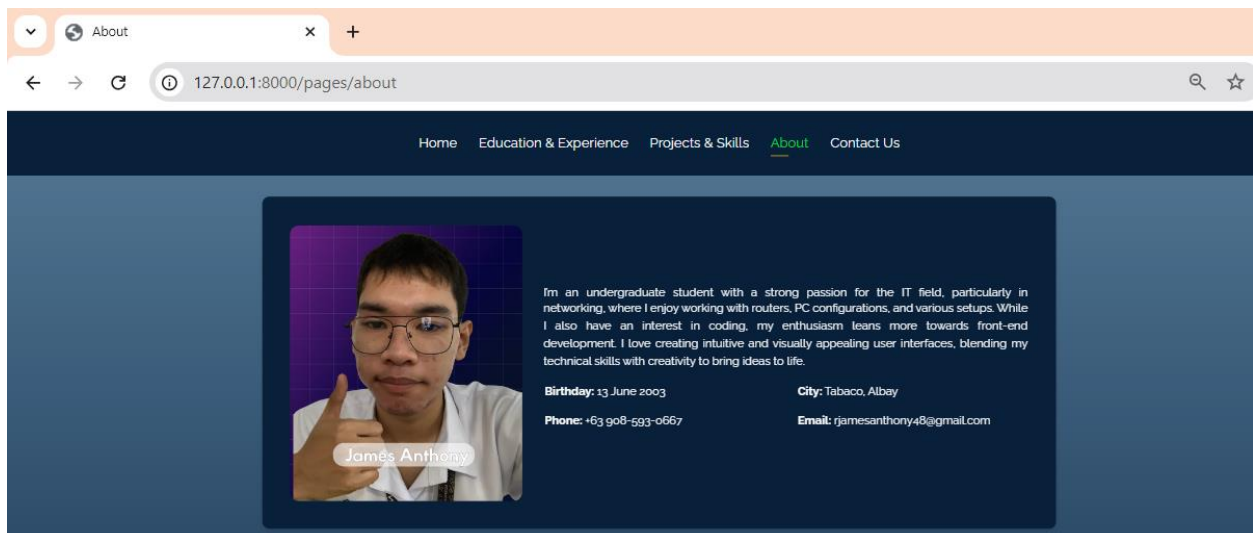 About
127.0.0.1:8000/pages/about
Home Education & Experience Projects & Skills About Contact Us
I'm an undergraduate student with a strong passion for the IT field, particularly in
networking, where I enjoy working with routers, PC configurations, and various setups. While
I also have an interest in coding, my enthusiasm leans more towards front-end
development. I love creating intuitive and visually appealing user interfaces, blending my
technical skills with creativity to bring ideas to life.
Birthday: 13 June 2003 City: Tabaco, Albay
Phone: +63 908-593-0667 Email: rjamesanthony48@gmail.com
James Anthony